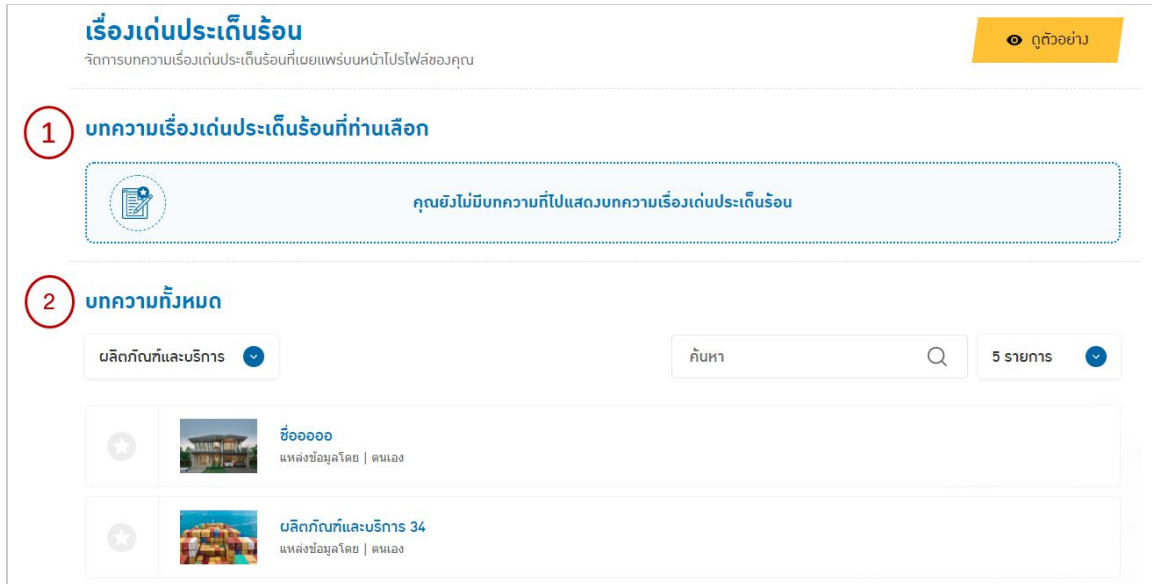 เรื่องเด่นประเด็นร้อน
ดูตัวอย่าง
จัดการบทความเรื่องเด่นประเด็นร้อนที่เผยแพร่บนหน้าโปรไฟล์ของคุณ
1 บทความเรื่องเด่นประเด็นร้อนที่ท่านเลือก
คุณยังไม่มีบทความที่ไปแสดงบทความเรื่องเด่นประเด็นร้อน
2 บทความทั้งหมด
ผลิตภัณฑ์และบริการ ค้นหา 5 รายการ
ชื่อออออ
แหล่งข้อมูลโดย | ตนเอง
ผลิตภัณฑ์และบริการ 34
แหล่งข้อมูลโดย | ตนเอง